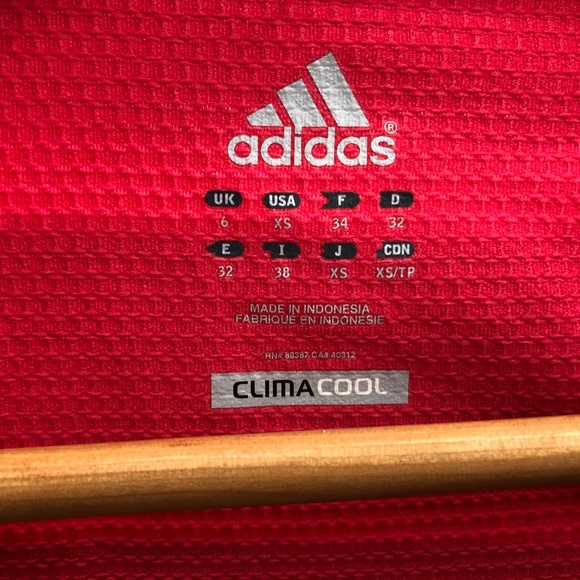 adidas®
UK USA F D
6 XS 34 32
E I J CDN
32 38 XS XS/TP
MADE IN INDONESIA
FABRIQUÉ EN INDONESIE
RN# 88387 CA# 40312
CLIMACOOL